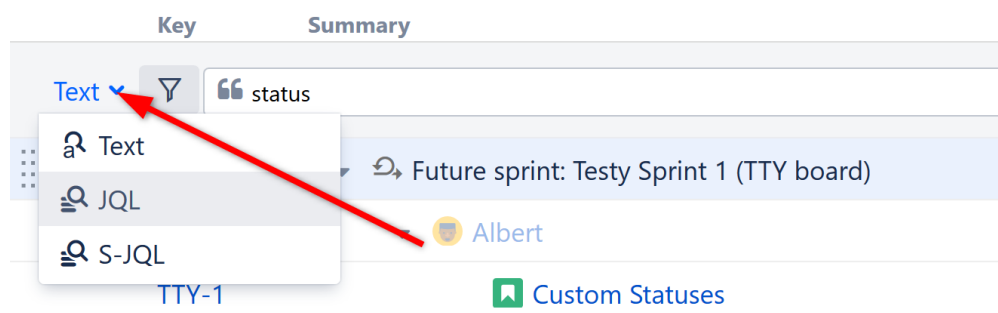 Key Summary
Text status
Text
JQL
S-JQL
Future sprint: Testy Sprint 1 (TTY board)
Albert
TTY-1 Custom Statuses